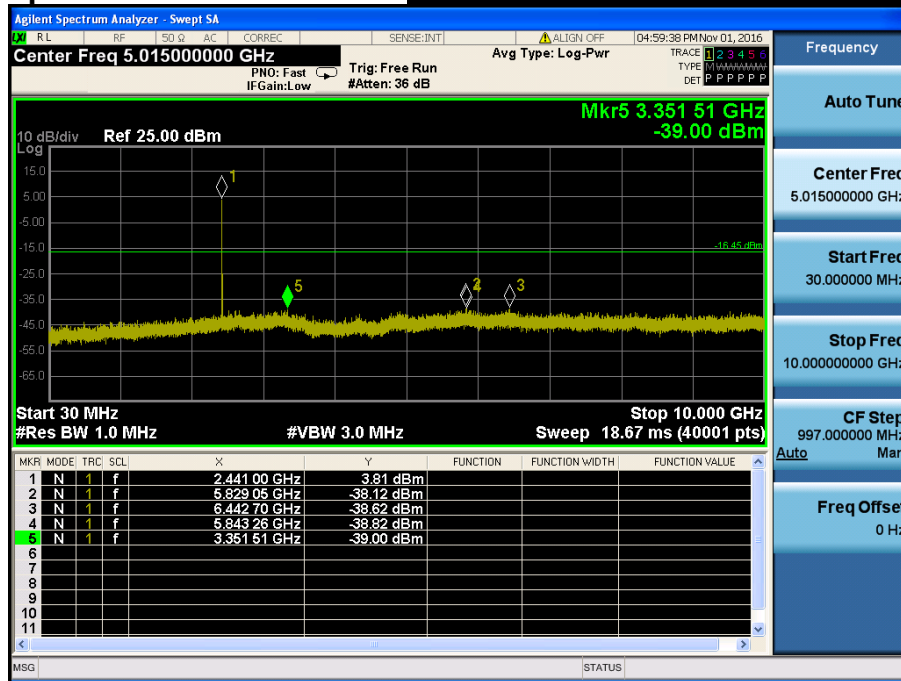 Agilent Spectrum Analyzer - Swept SA
LXI RL RF 50 Ω AC CORREC SENSE:INT ALIGN OFF 04:59:38 PM Nov 01, 2016
Center Freq 5.015000000 GHz
PNO: Fast
IFGain:Low
Trig: Free Run
#Atten: 36 dB
Avg Type: Log-Pwr
TRACE 1 2 3 4 5 6
TYPE M WWWWW
DET P P P P P P
Mkr5 3.351 51 GHz
-39.00 dBm
10 dB/div Ref 25.00 dBm
Log
15.0
5.00
-5.00
-15.0
-25.0
-35.0
-45.0
-55.0
-65.0
-16.45 dBm
1
5
2
4
3
Start 30 MHz Stop 10.000 GHz
#Res BW 1.0 MHz #VBW 3.0 MHz Sweep 18.67 ms (40001 pts)
MKR MODE TRC SCL X Y FUNCTION FUNCTION WIDTH FUNCTION VALUE
1 N 1 f 2.441 00 GHz 3.81 dBm
2 N 1 f 5.829 05 GHz -38.12 dBm
3 N 1 f 6.442 70 GHz -38.62 dBm
4 N 1 f 5.843 26 GHz -38.82 dBm
5 N 1 f 3.351 51 GHz -39.00 dBm
6
7
8
9
10
11
MSG STATUS
Frequency
Auto Tune
Center Freq
5.015000000 GHz
Start Freq
30.000000 MHz
Stop Freq
10.000000000 GHz
CF Step
997.000000 MHz
Auto Man
Freq Offset
0 Hz